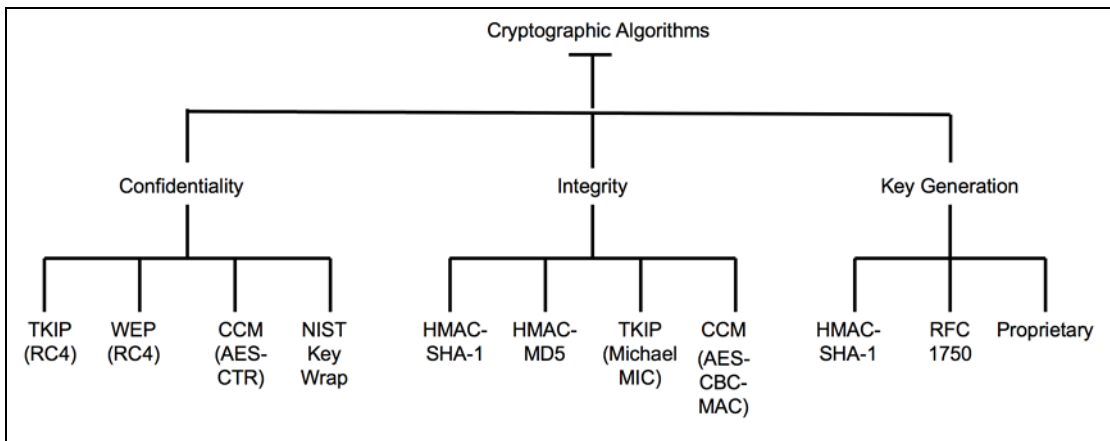 Cryptographic Algorithms
Confidentiality
Integrity
Key Generation
TKIP
(RC4)
WEP
(RC4)
CCM
(AES-
CTR)
NIST
Key
Wrap
HMAC-
SHA-1
HMAC-
MD5
TKIP
(Michael
MIC)
CCM
(AES-
CBC-
MAC)
HMAC-
SHA-1
RFC
1750
Proprietary